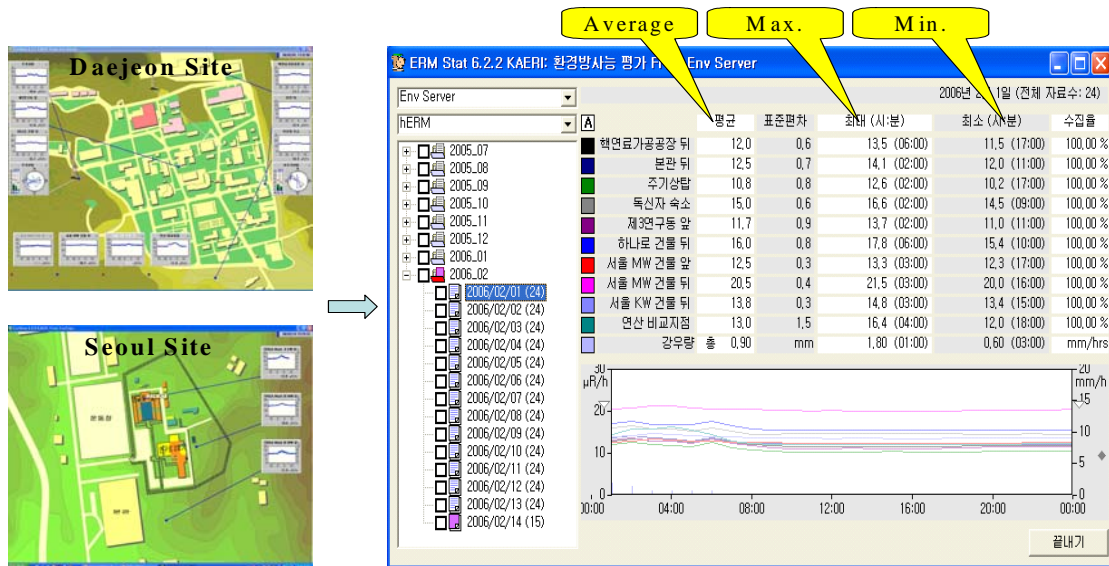 Average
Max.
Min.
Daejeon Site
Seoul Site
ERM Stat 6.2.2 KAERI: 환경방사능 평가 Env Server
Env Server
hERM
2005_07
2005_08
2005_09
2005_10
2005_11
2005_12
2006_01
2006_02
2006/02/01 (24)
2006/02/02 (24)
2006/02/03 (24)
2006/02/04 (24)
2006/02/05 (24)
2006/02/06 (24)
2006/02/07 (24)
2006/02/08 (24)
2006/02/09 (24)
2006/02/10 (24)
2006/02/11 (24)
2006/02/12 (24)
2006/02/13 (24)
2006/02/14 (15)
2006년 1일 (전체 자료수: 24)
A 평균 표준편차 최대 (시:분) 최소 (시:분) 수집율
핵연료가공공장 뒤 12,0 0,6 13,5 (06:00) 11,5 (17:00) 100,00 %
본관 뒤 12,5 0,7 14,1 (02:00) 12,0 (11:00) 100,00 %
주기상탑 10,8 0,8 12,6 (02:00) 10,2 (17:00) 100,00 %
독신자 숙소 15,0 0,6 16,6 (02:00) 14,5 (09:00) 100,00 %
제3연구동 앞 11,7 0,9 13,7 (02:00) 11,0 (11:00) 100,00 %
하나로 건물 뒤 16,0 0,8 17,8 (06:00) 15,4 (10:00) 100,00 %
서울 MW 건물 앞 12,5 0,3 13,3 (03:00) 12,3 (17:00) 100,00 %
서울 MW 건물 뒤 20,5 0,4 21,5 (03:00) 20,0 (16:00) 100,00 %
서울 KW 건물 뒤 13,8 0,3 14,8 (03:00) 13,4 (15:00) 100,00 %
연산 비교지점 13,0 1,5 16,4 (04:00) 12,0 (18:00) 100,00 %
강우량 총 0,90 mm 1,80 (01:00) 0,60 (03:00) mm/hrs
30 20
μR/h mm/h
15
20
10
10
5
0 0
00:00 04:00 08:00 12:00 16:00 20:00 00:00
끝내기